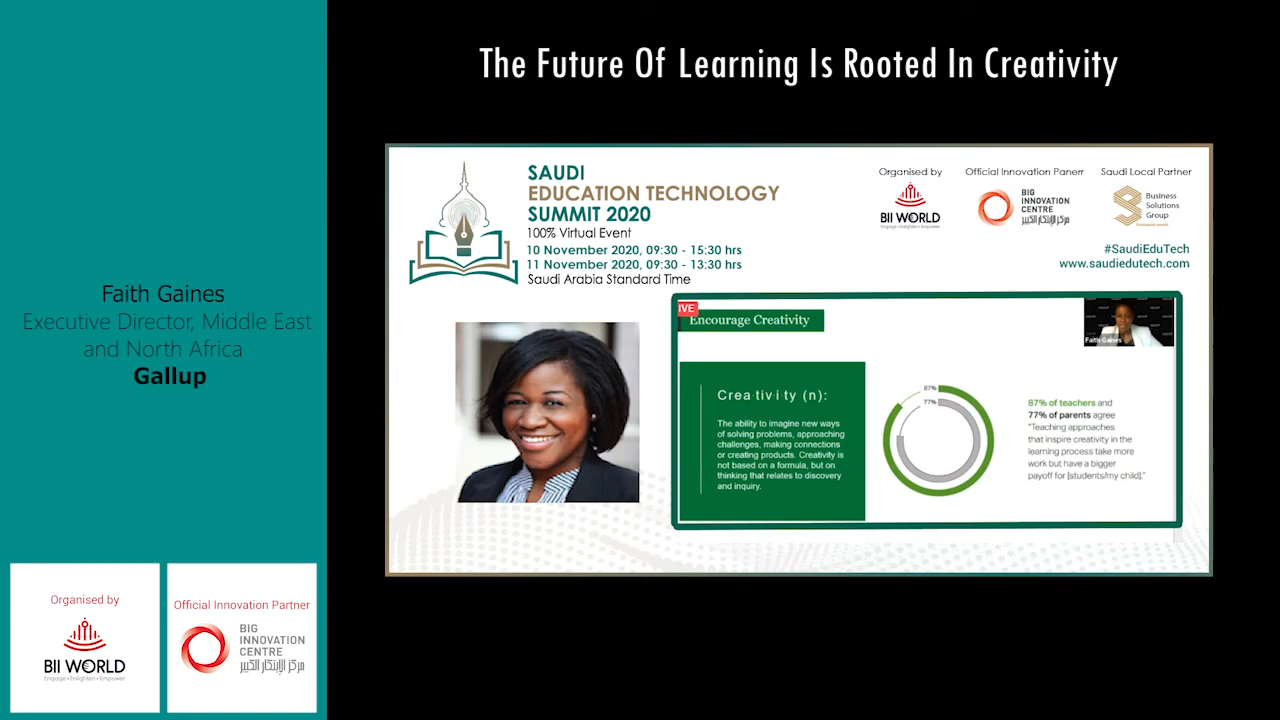 The Future Of Learning Is Rooted In Creativity
Faith Gaines
Executive Director, Middle East
and North Africa
Gallup
Organised by
BII WORLD
Engage • Enlighten • Empower
Official Innovation Partner
BIG
INNOVATION
CENTRE
مركز الإبتكار الكبير
SAUDI
EDUCATION TECHNOLOGY
SUMMIT 2020
100% Virtual Event
10 November 2020, 09:30 - 15:30 hrs
11 November 2020, 09:30 - 13:30 hrs
Saudi Arabia Standard Time
Organised by
BII WORLD
Engage • Enlighten • Empower
Official Innovation Panerr
BIG
INNOVATION
CENTRE
مركز الإبتكار الكبير
Saudi Local Partner
Business
Solutions
Group
#SaudiEduTech
www.saudiedutech.com
IVE
Encourage Creativity
Faith Gaines
Crea·tiv·i·ty (n):
The ability to imagine new ways
of solving problems, approaching
challenges, making connections
or creating products. Creativity is
not based on a formula, but on
thinking that relates to discovery
and inquiry.
87%
77%
87% of teachers and
77% of parents agree
"Teaching approaches
that inspire creativity in the
learning process take more
work but have a bigger
payoff for [students/my child]."